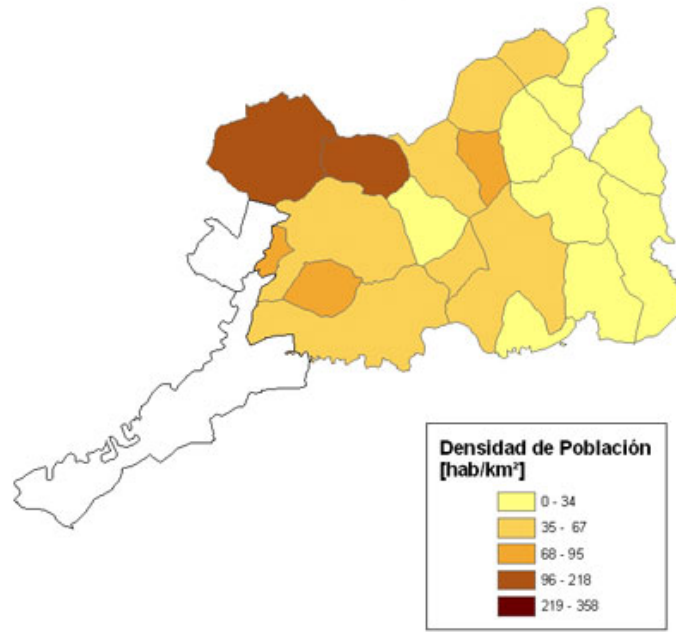 Densidad de Población
[hab/km²]
0 - 34
35 - 67
68 - 95
96 - 218
219 - 358